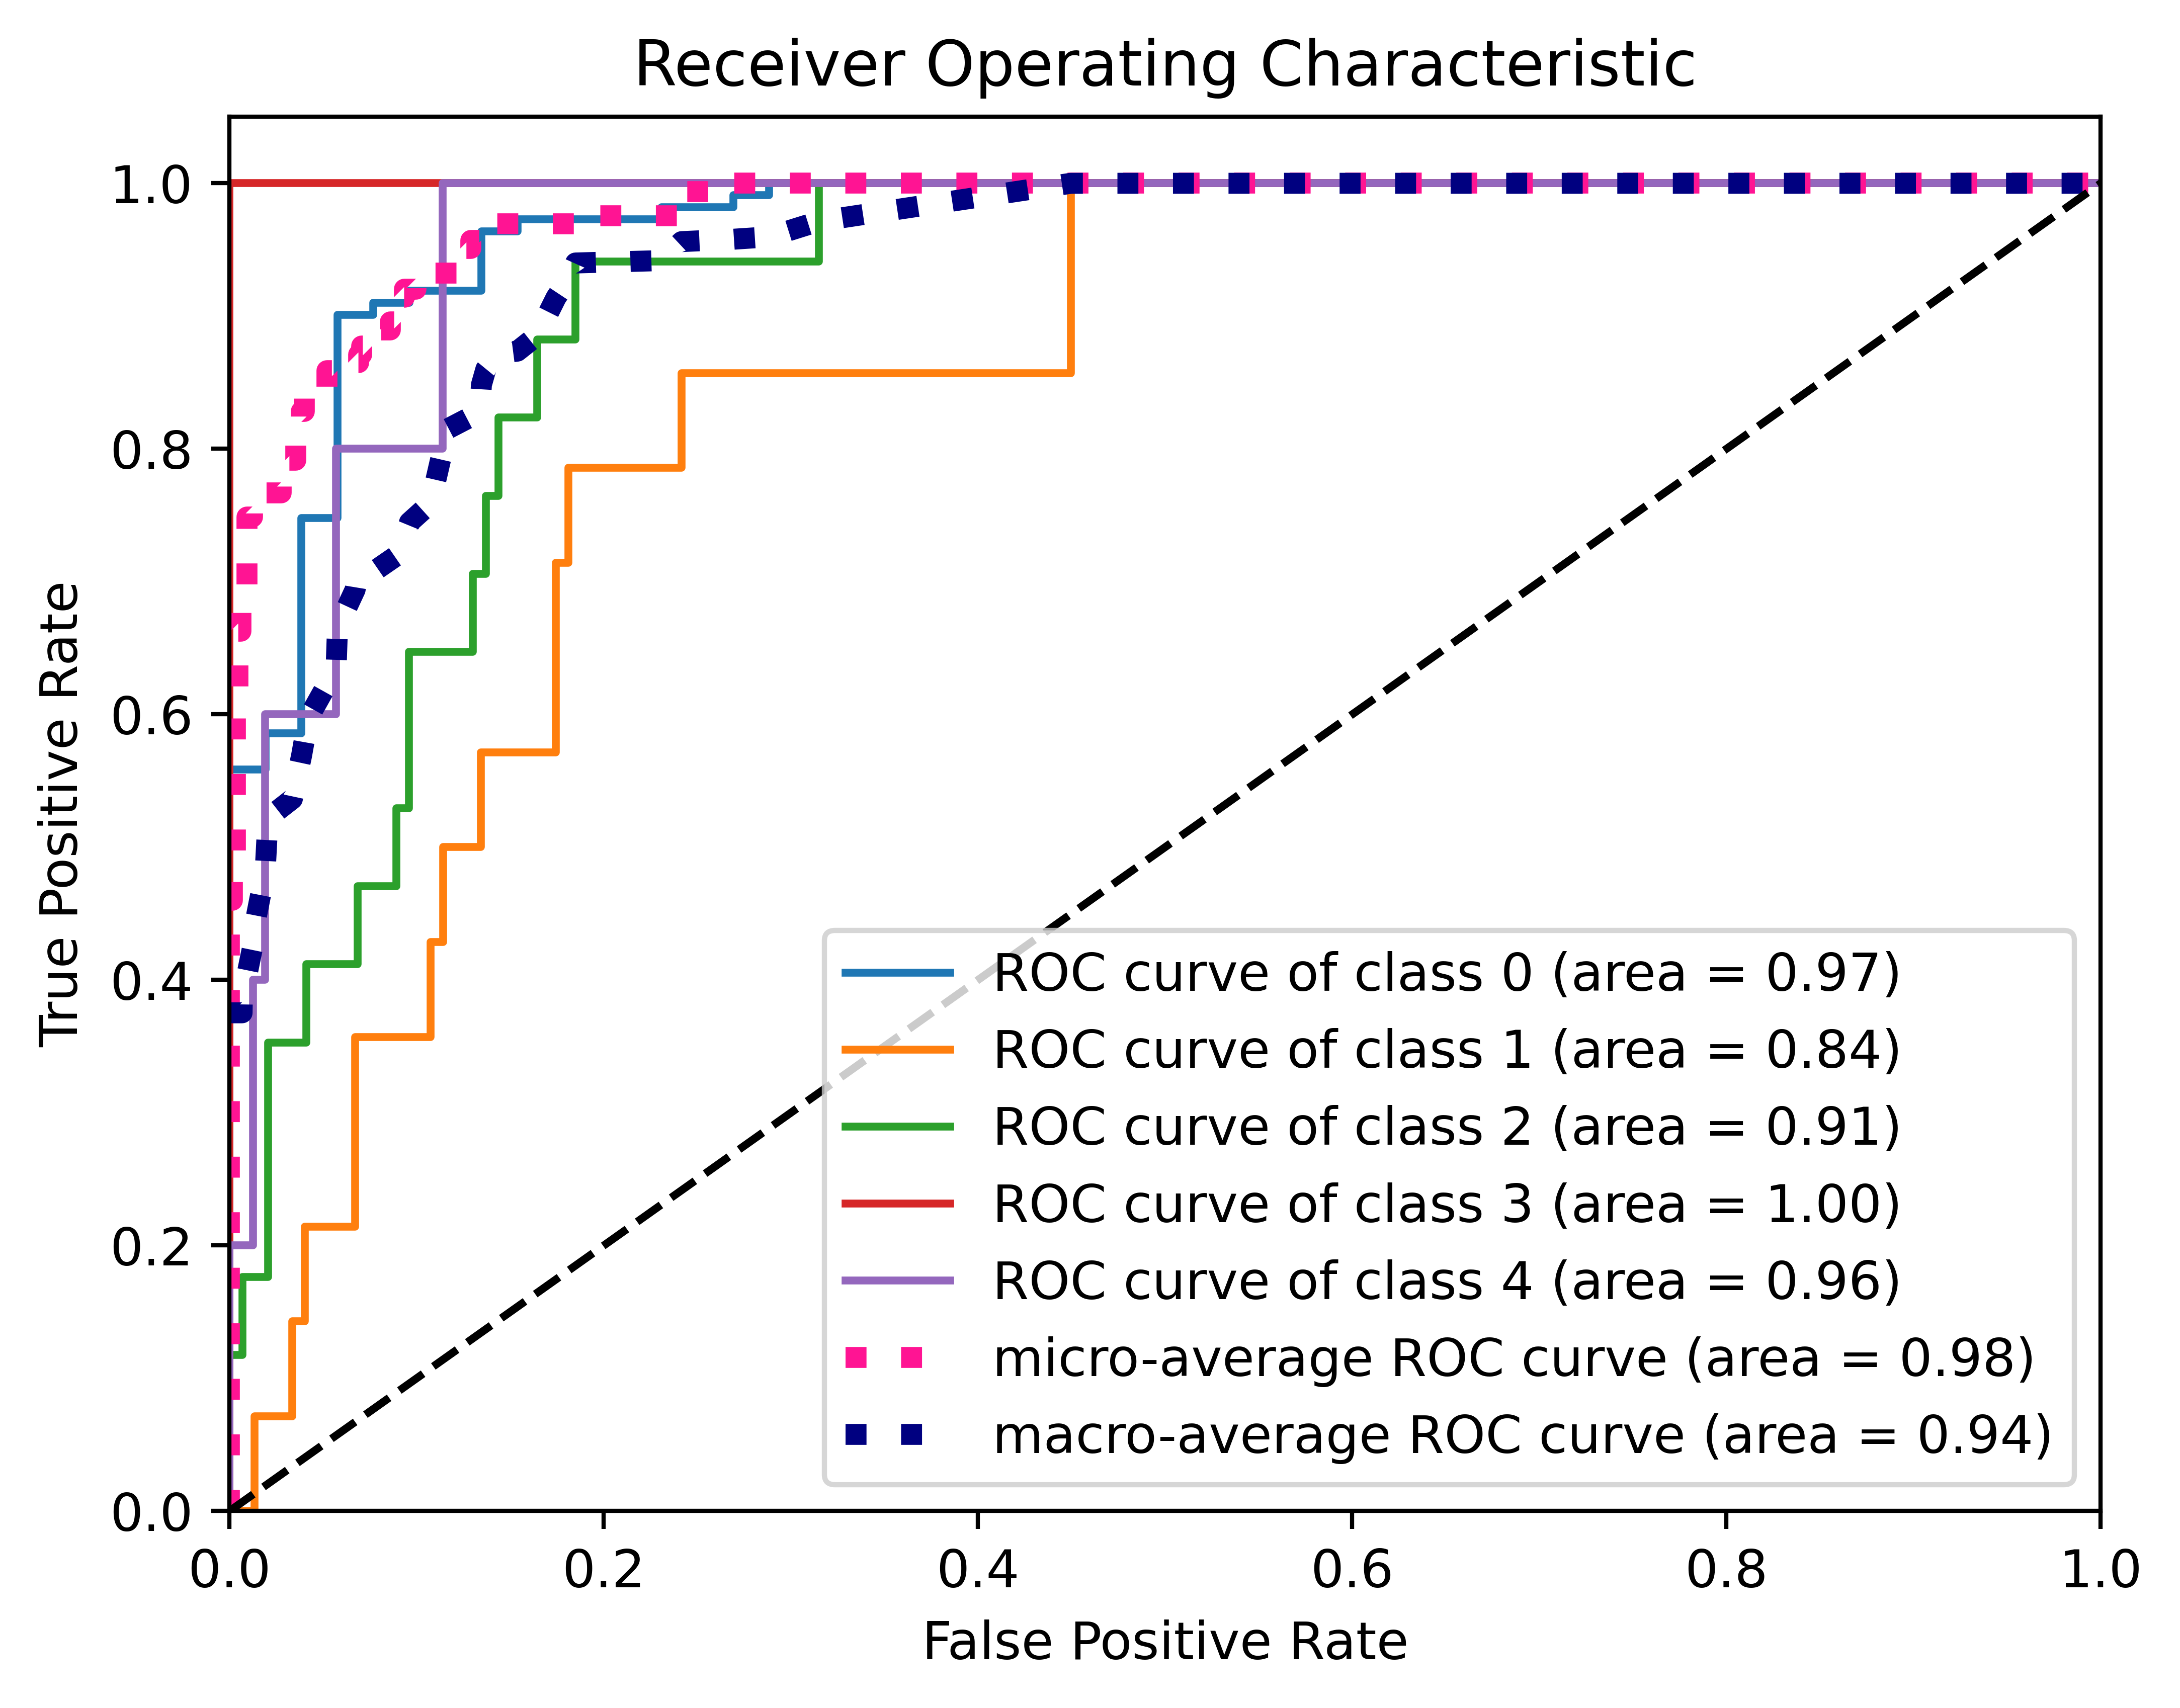 Receiver Operating Characteristic
1.0
0.8
0.6
0.4
0.2
0.0
True Positive Rate
ROC curve of class 0 (area = 0.97)
ROC curve of class 1 (area = 0.84)
ROC curve of class 2 (area = 0.91)
ROC curve of class 3 (area = 1.00)
ROC curve of class 4 (area = 0.96)
micro-average ROC curve (area = 0.98)
macro-average ROC curve (area = 0.94)
0.0 0.2 0.4 0.6 0.8 1.0
False Positive Rate